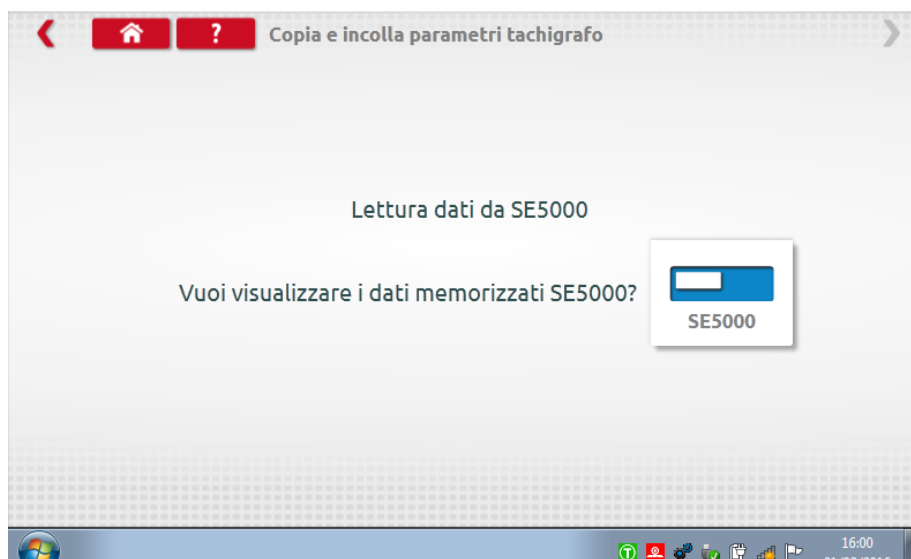 ? Copia e incolla parametri tachigrafo
Lettura dati da SE5000
Vuoi visualizzare i dati memorizzati SE5000?
SE5000
16:00